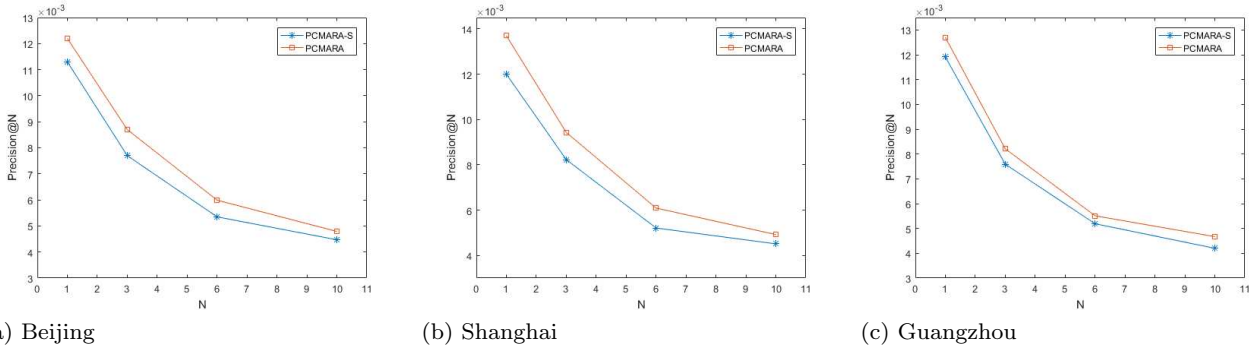 ×10⁻³
13
12
11
10
9
8
7
6
5
4
3
Precision@N
PCMARA-S
PCMARA
0 1 2 3 4 5 6 7 8 9 10 11
N
) Beijing
×10⁻³
14
12
10
8
6
4
Precision@N
PCMARA-S
PCMARA
0 1 2 3 4 5 6 7 8 9 10 11
N
(b) Shanghai
×10⁻³
13
12
11
10
9
8
7
6
5
4
3
Precision@N
PCMARA-S
PCMARA
0 1 2 3 4 5 6 7 8 9 10 11
N
(c) Guangzhou